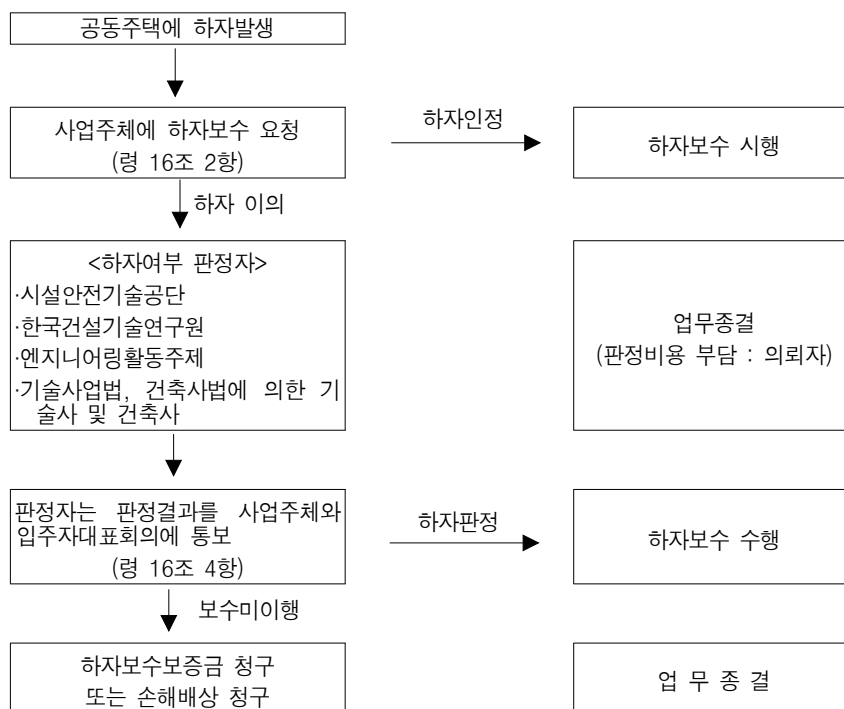 공동주택에 하자발생
사업주체에 하자보수 요청
(령 16조 2항)
하자인정
하자보수 시행
하자 이의
<하자여부 판정자>
·시설안전기술공단
·한국건설기술연구원
·엔지니어링활동주제
·기술사업법, 건축사법에 의한 기
술사 및 건축사
업무종결
(판정비용 부담 : 의뢰자)
판정자는 판정결과를 사업주체와
입주자대표회의에 통보
(령 16조 4항)
하자판정
하자보수 수행
보수미이행
하자보수보증금 청구
또는 손해배상 청구
업 무 종 결